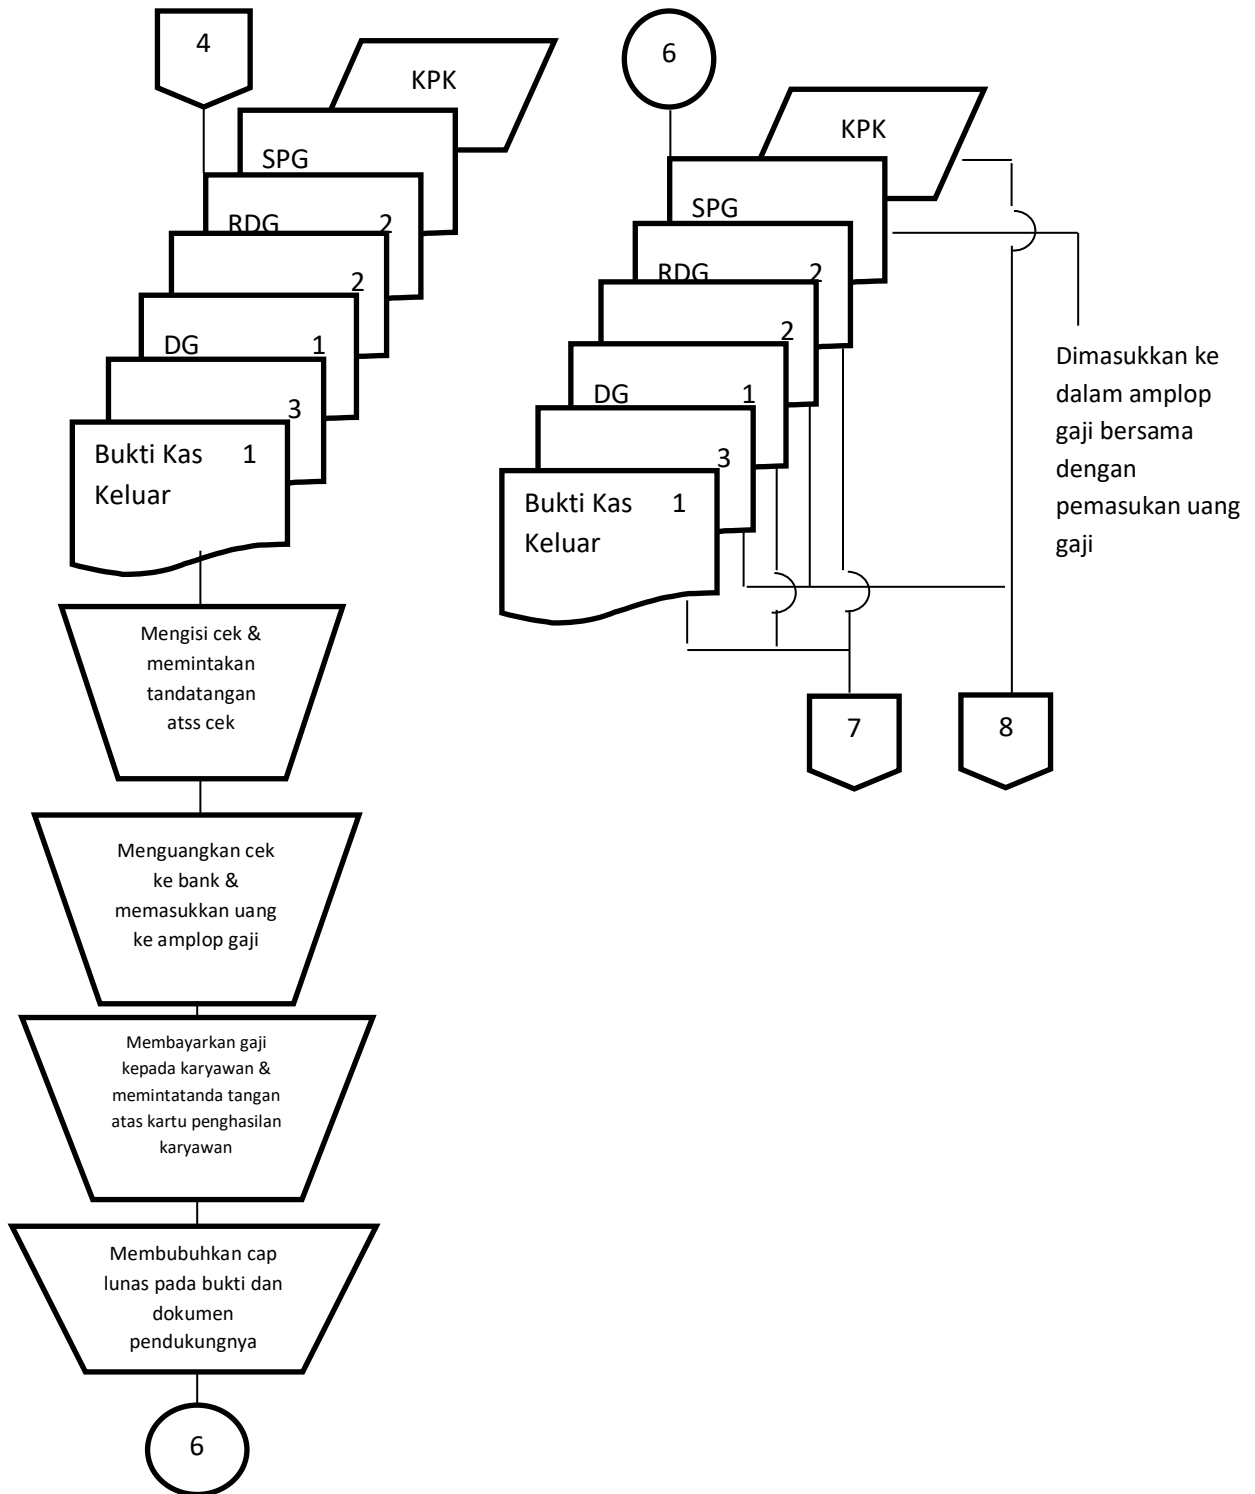 4
KPK
SPG
RDG 2
2
DG 1
3
Bukti Kas 1
Keluar
Mengisi cek &
memintakan
tandatangan
atss cek
Menguangkan cek
ke bank &
memasukkan uang
ke amplop gaji
Membayarkan gaji
kepada karyawan &
memintatanda tangan
atas kartu penghasilan
karyawan
Membubuhkan cap
lunas pada bukti dan
dokumen
pendukungnya
6
6
KPK
SPG
RDG 2
2
DG 1
3
Bukti Kas 1
Keluar
Dimasukkan ke
dalam amplop
gaji bersama
dengan
pemasukan uang
gaji
7
8